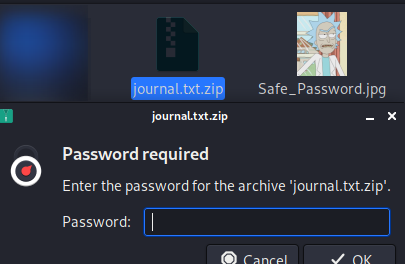 journal.txt.zip
Safe_Password.jpg
journal.txt.zip
Password required
Enter the password for the archive 'journal.txt.zip'.
Password:
Cancel
OK